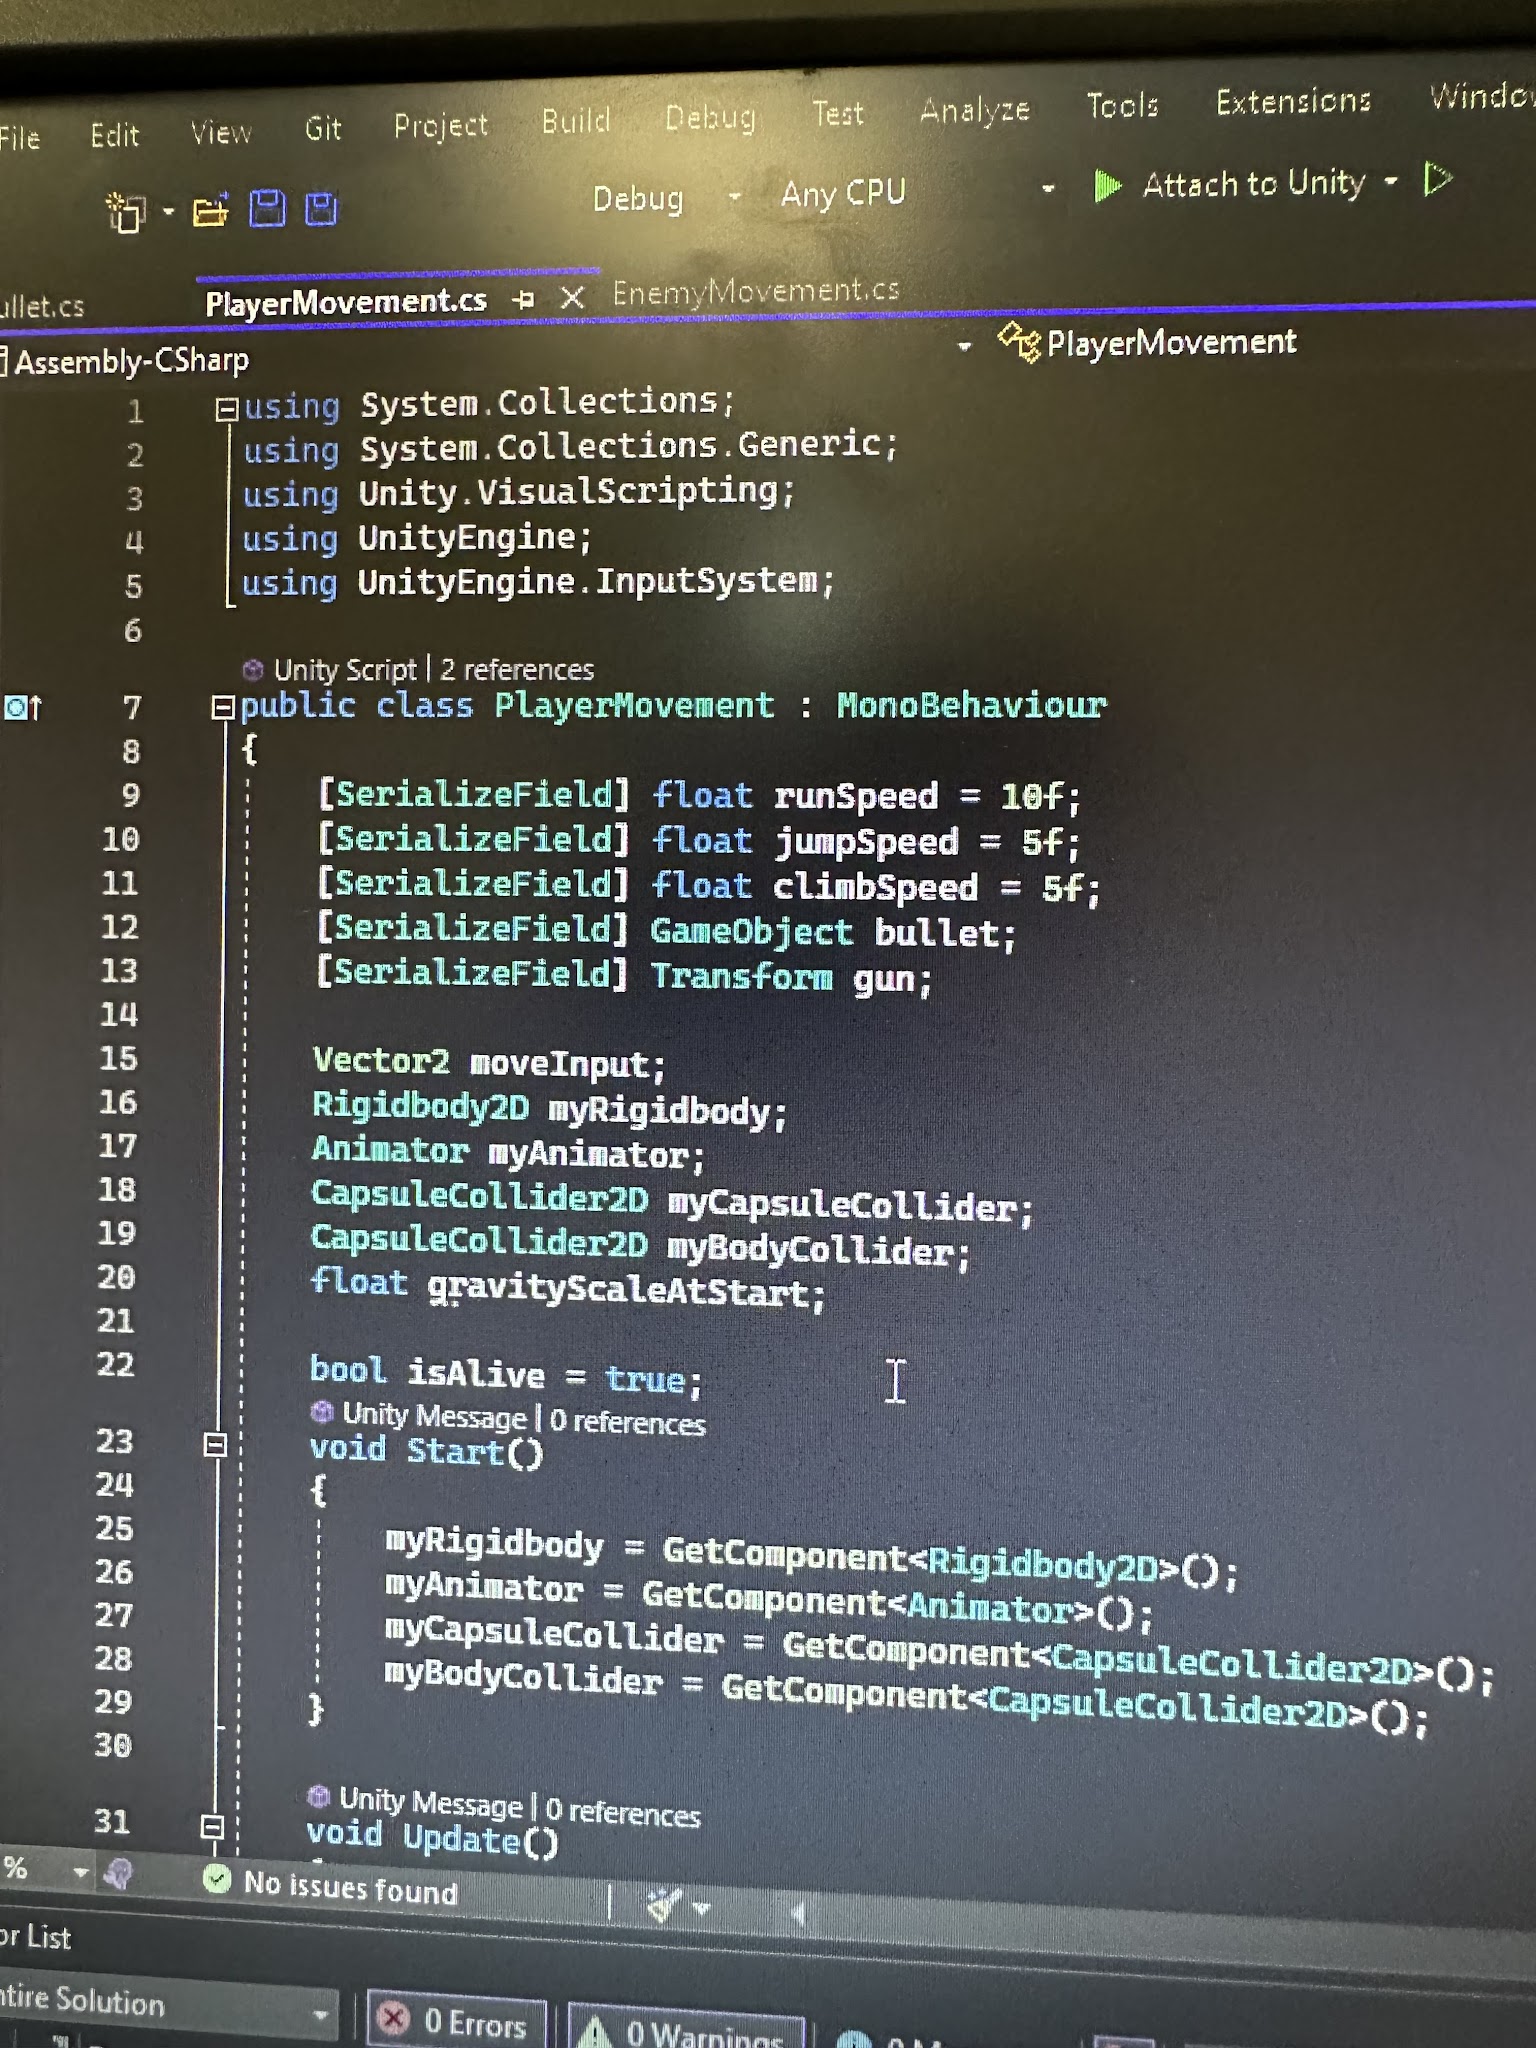 File Edit View Git Project Build Debug Test Analyze Tools Extensions Window
Debug Any CPU Attach to Unity
ullet.cs PlayerMovement.cs EnemyMovement.cs
Assembly-CSharp PlayerMovement
1 using System.Collections;
2 using System.Collections.Generic;
3 using Unity.VisualScripting;
4 using UnityEngine;
5 using UnityEngine.InputSystem;
6
Unity Script | 2 references
7 public class PlayerMovement : MonoBehaviour
8 {
9 [SerializeField] float runSpeed = 10f;
10 [SerializeField] float jumpSpeed = 5f;
11 [SerializeField] float climbSpeed = 5f;
12 [SerializeField] GameObject bullet;
13 [SerializeField] Transform gun;
14
15 Vector2 moveInput;
16 Rigidbody2D myRigidbody;
17 Animator myAnimator;
18 CapsuleCollider2D myCapsuleCollider;
19 CapsuleCollider2D myBodyCollider;
20 float gravityScaleAtStart;
21
22 bool isAlive = true;
Unity Message | 0 references
23 void Start()
24 {
25 myRigidbody = GetComponent<Rigidbody2D>();
26 myAnimator = GetComponent<Animator>();
27 myCapsuleCollider = GetComponent<CapsuleCollider2D>();
28 myBodyCollider = GetComponent<CapsuleCollider2D>();
29 }
30
Unity Message | 0 references
31 void Update()
% No issues found
or List
ntire Solution 0 Errors 0 Warnings